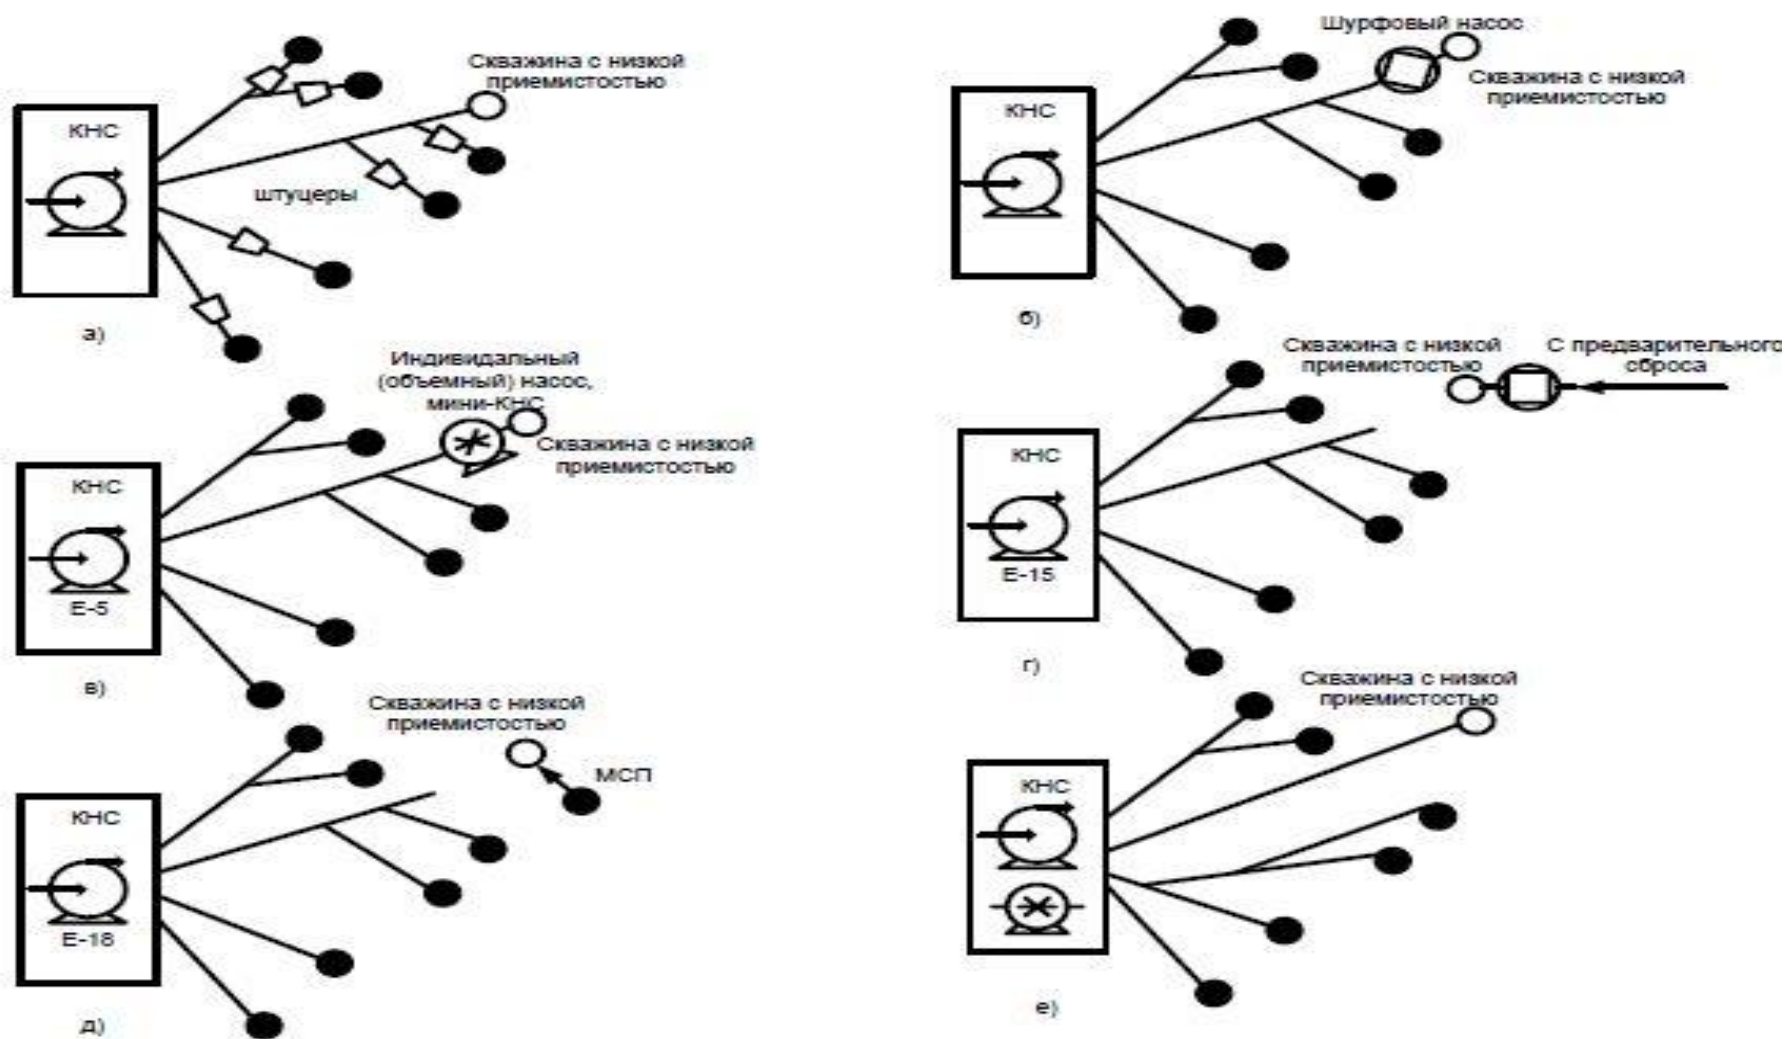 Скважина с низкой
приемистостью
КНС
штуцеры
а)
Шурфовый насос
Скважина с низкой
приемистостью
КНС
б)
Индивидальный
(объемный) насос,
мини-КНС
Скважина с низкой
приемистостью
КНС
Е-5
в)
Скважина с низкой
приемистостью
С предварительного
сброса
КНС
Е-15
г)
Скважина с низкой
приемистостью
МСП
КНС
Е-18
д)
Скважина с низкой
приемистостью
КНС
е)